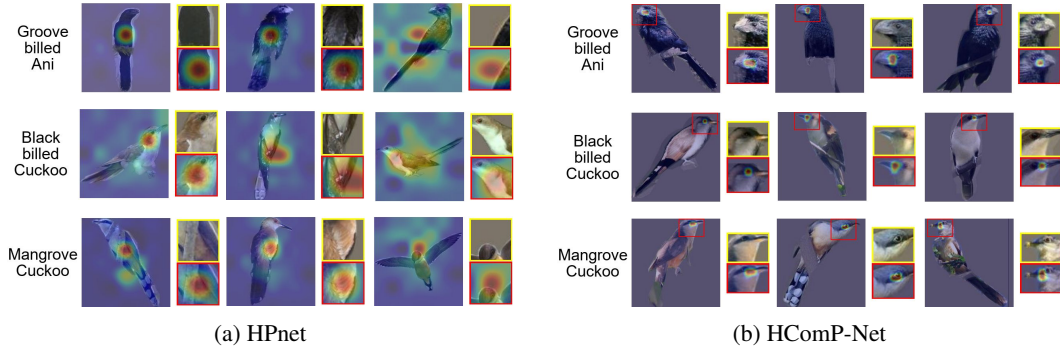 Groove
billed
Ani
Black
billed
Cuckoo
Mangrove
Cuckoo
(a) HPnet
Groove
billed
Ani
Black
billed
Cuckoo
Mangrove
Cuckoo
(b) HComP-Net